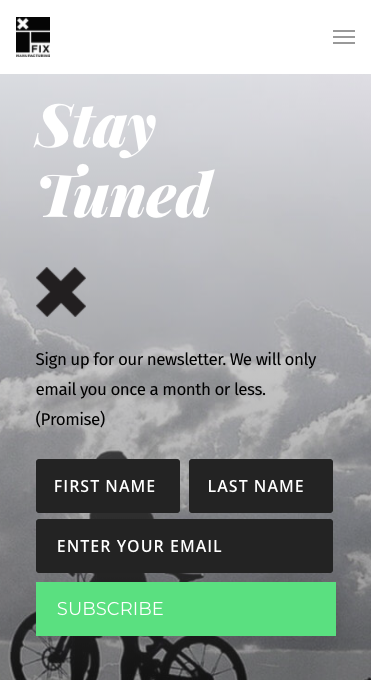 FIX
MANUFACTURING
Stay
Tuned
Sign up for our newsletter. We will only
email you once a month or less.
(Promise)
FIRST NAME
LAST NAME
ENTER YOUR EMAIL
SUBSCRIBE